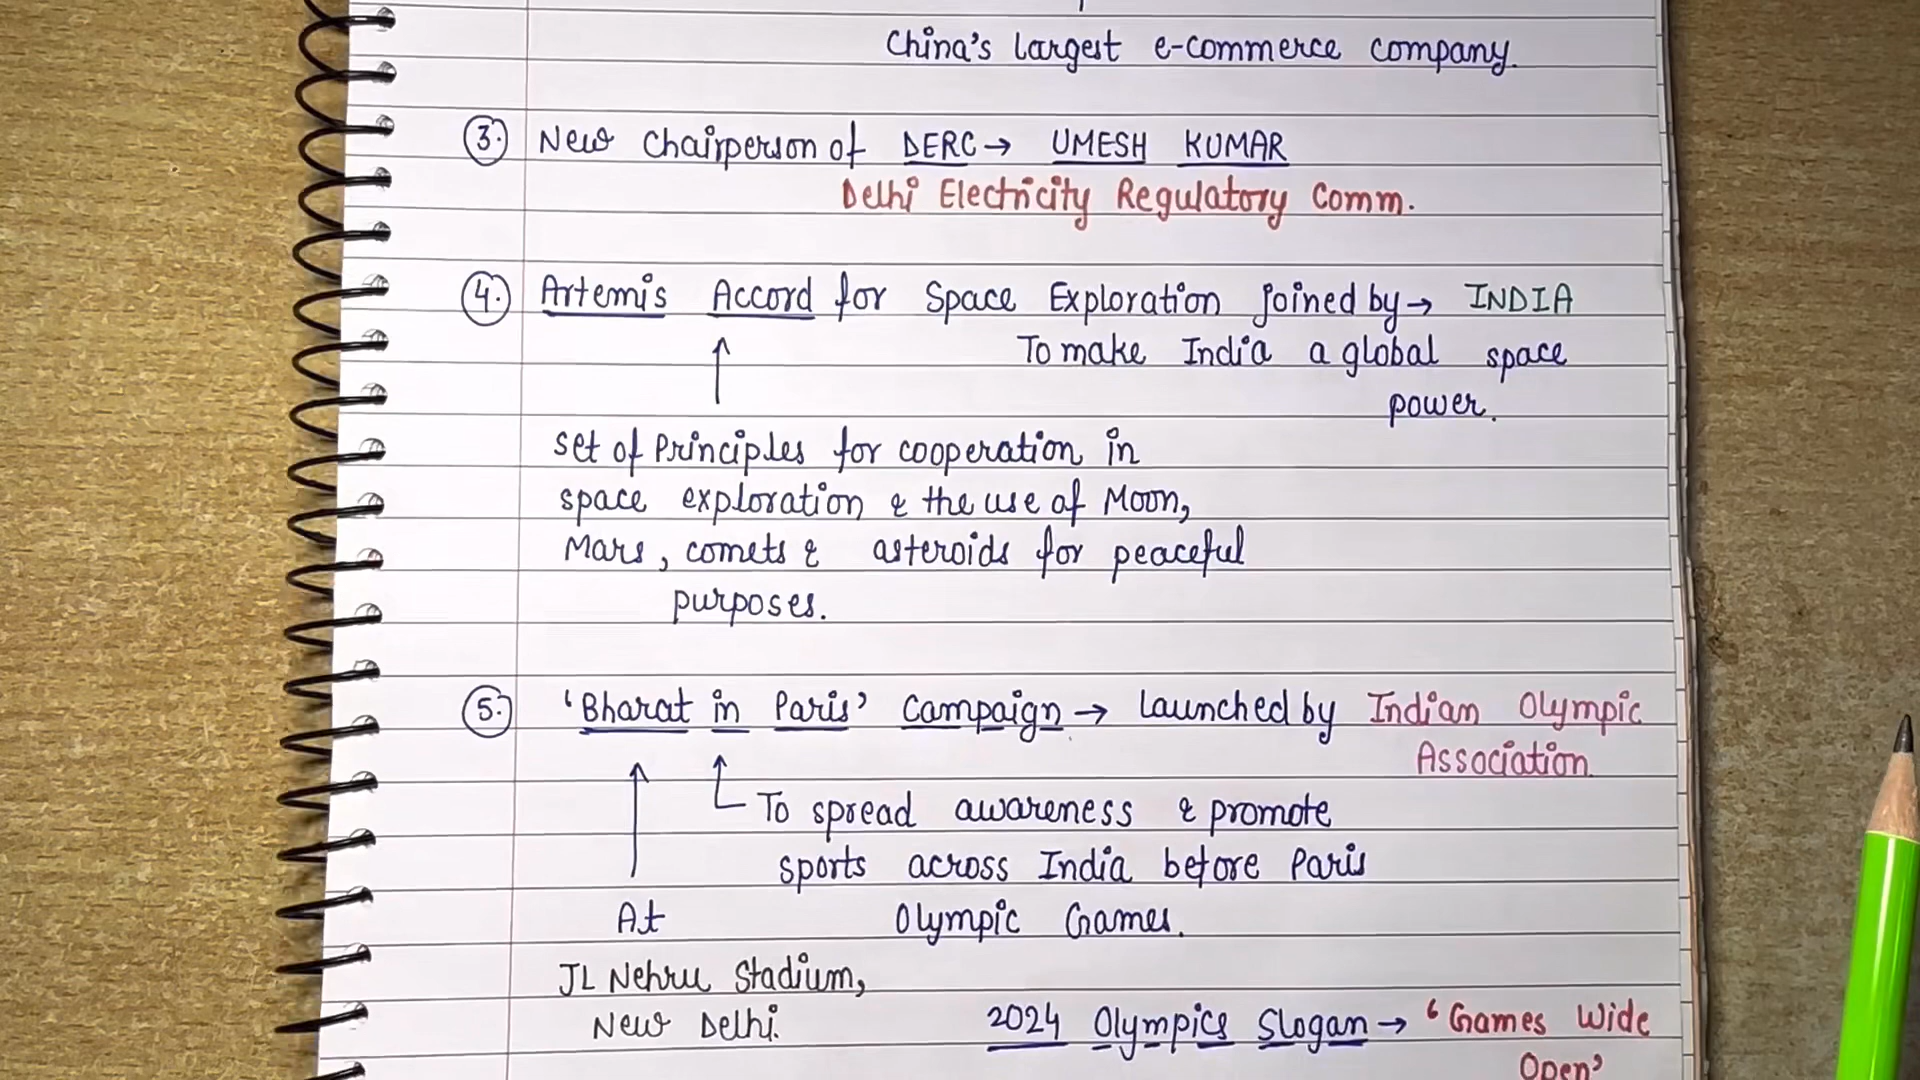 China's largest e-commerce company.
3. New Chairperson of DERC → UMESH KUMAR
Delhi Electricity Regulatory Comm.
4. Artemis Accord for Space Exploration joined by → INDIA
To make India a global space
power.
set of Principles for cooperation in
space exploration & the use of Moon,
Mars, comets & asteroids for peaceful
purposes.
5. 'Bharat in Paris' Campaign → launched by Indian Olympic
Association
To spread awareness & promote
sports across India before Paris
At Olympic Games.
JL Nehru Stadium,
New Delhi.
2024 Olympics Slogan → 'Games Wide
Open'